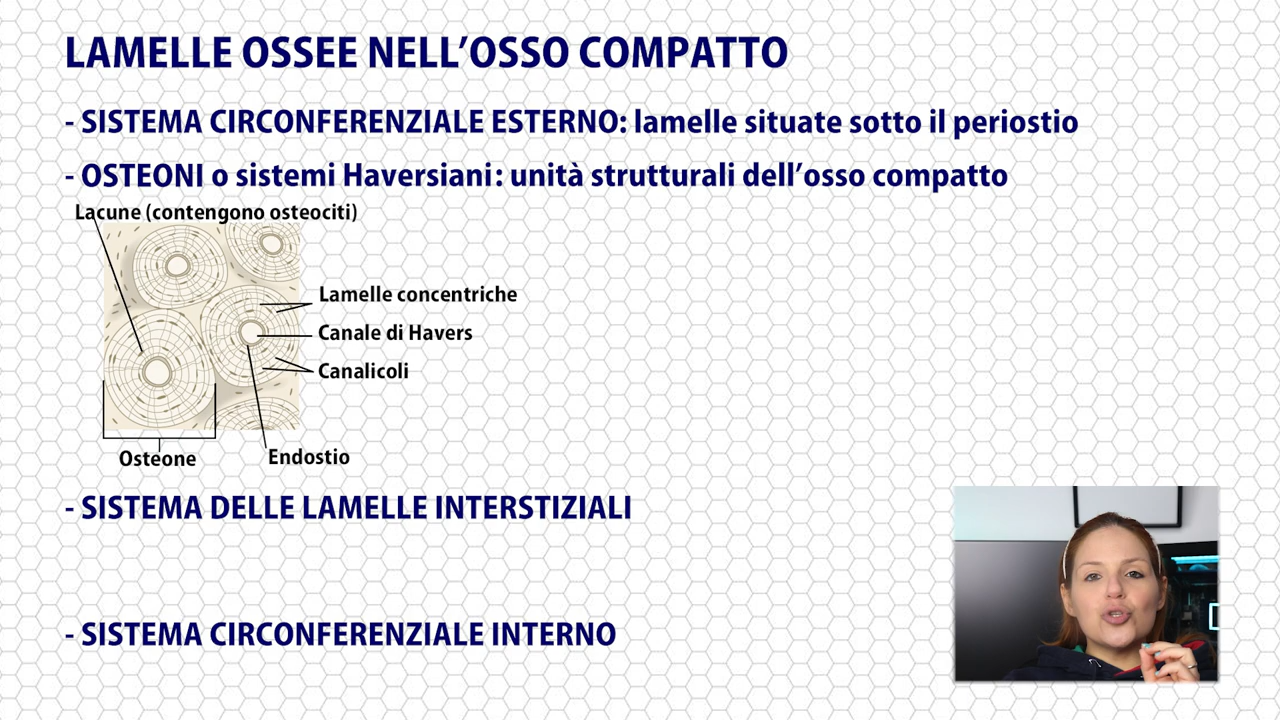 LAMELLE OSSEE NELL’OSSO COMPATTO
- SISTEMA CIRCONFERENZIALE ESTERNO: lamelle situate sotto il periostio
- OSTEONI o sistemi Haversiani: unità strutturali dell’osso compatto
Lacune (contengono osteociti)
Lamelle concentriche
Canale di Havers
Canalicoli
Osteone
Endostio
- SISTEMA DELLE LAMELLE INTERSTIZIALI
- SISTEMA CIRCONFERENZIALE INTERNO